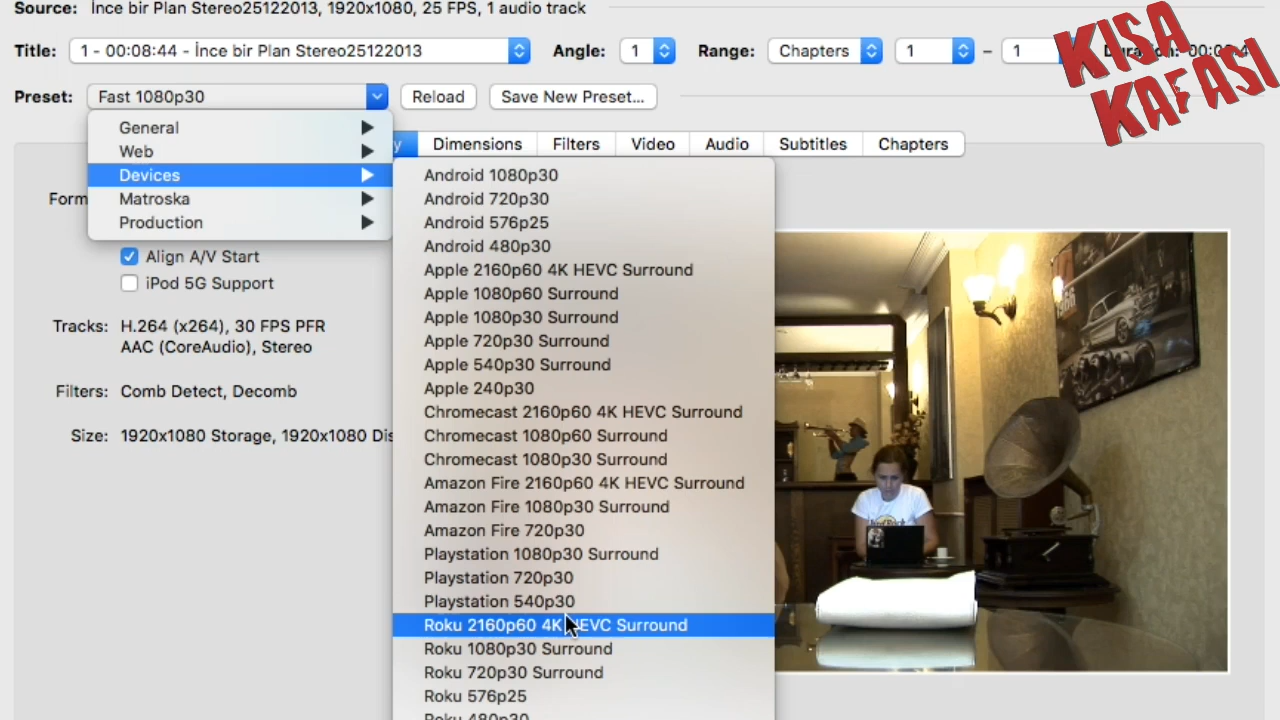 Source: İnce bir Plan Stereo25122013, 1920x1080, 25 FPS, 1 audio track
KISA KAFASI
Title: 1 - 00:08:44 - İnce bir Plan Stereo25122013 Angle: 1 Range: Chapters 1 – 1
Preset: Fast 1080p30 Reload Save New Preset...
General
Web
Devices
Matroska
Production
Dimensions Filters Video Audio Subtitles Chapters
Align A/V Start
iPod 5G Support
Tracks: H.264 (x264), 30 FPS PFR
AAC (CoreAudio), Stereo
Filters: Comb Detect, Decomb
Size: 1920x1080 Storage, 1920x1080
Android 1080p30
Android 720p30
Android 576p25
Android 480p30
Apple 2160p60 4K HEVC Surround
Apple 1080p60 Surround
Apple 1080p30 Surround
Apple 720p30 Surround
Apple 540p30 Surround
Apple 240p30
Chromecast 2160p60 4K HEVC Surround
Chromecast 1080p60 Surround
Chromecast 1080p30 Surround
Amazon Fire 2160p60 4K HEVC Surround
Amazon Fire 1080p30 Surround
Amazon Fire 720p30
Playstation 1080p30 Surround
Playstation 720p30
Playstation 540p30
Roku 2160p60 4K HEVC Surround
Roku 1080p30 Surround
Roku 720p30 Surround
Roku 576p25
Roku 480p30